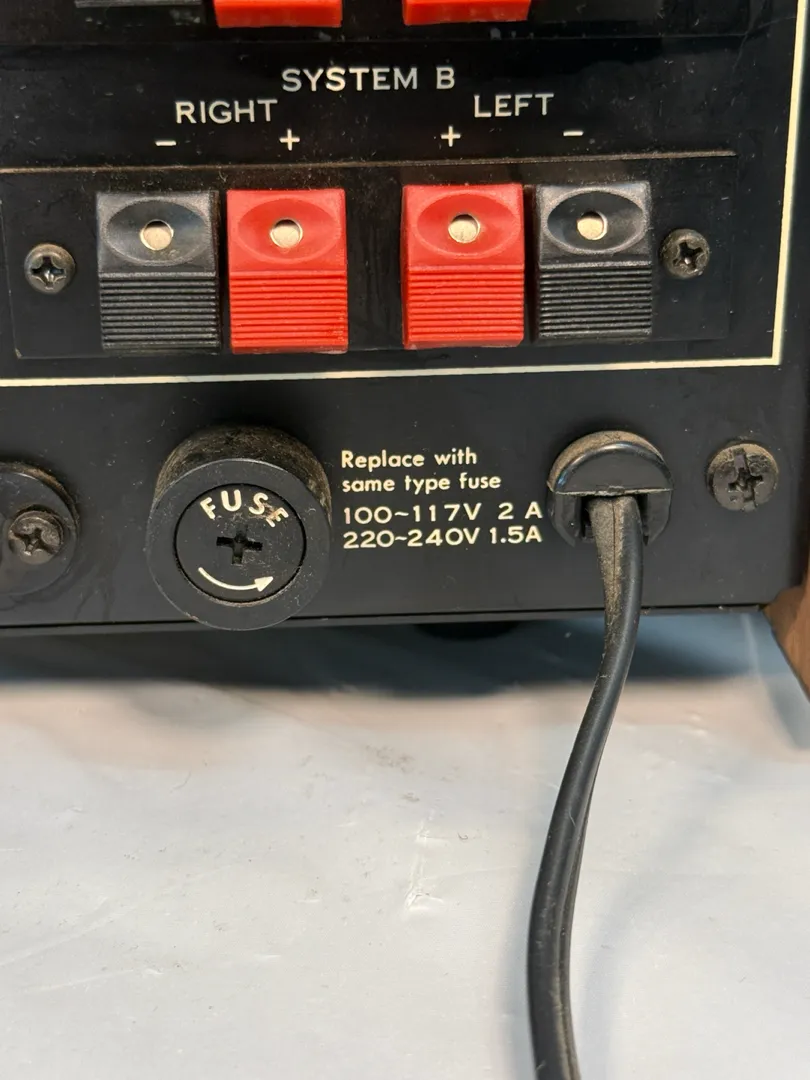 SYSTEM B
RIGHT LEFT
- + + -
FUSE
Replace with
same type fuse
100~117V 2 A
220~240V 1.5A